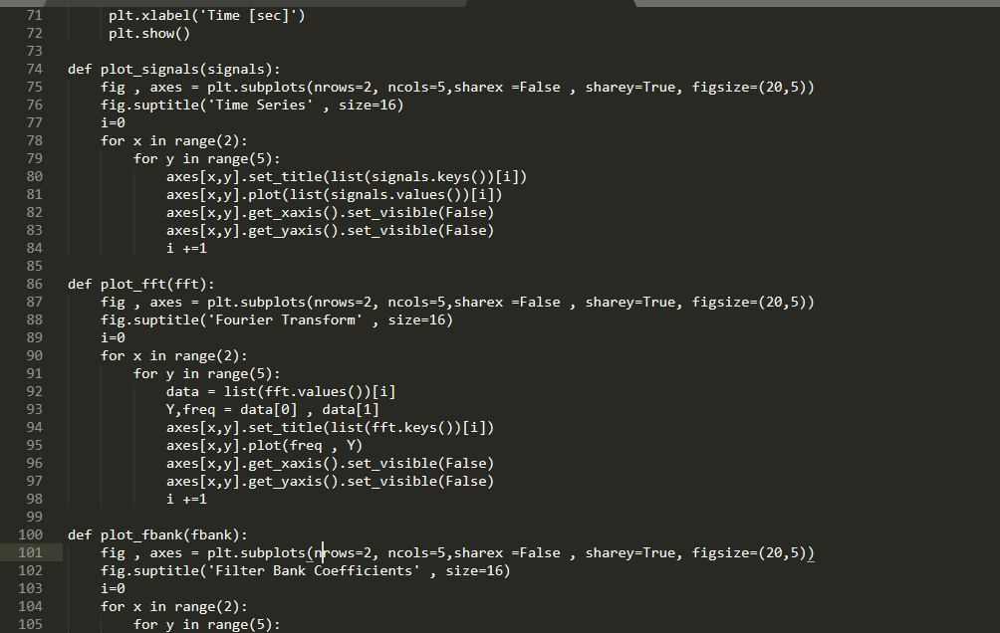 71 plt.xlabel('Time [sec]')
72 plt.show()
73
74 def plot_signals(signals):
75 fig , axes = plt.subplots(nrows=2, ncols=5,sharex =False , sharey=True, figsize=(20,5))
76 fig.suptitle('Time Series' , size=16)
77 i=0
78 for x in range(2):
79 for y in range(5):
80 axes[x,y].set_title(list(signals.keys())[i])
81 axes[x,y].plot(list(signals.values())[i])
82 axes[x,y].get_xaxis().set_visible(False)
83 axes[x,y].get_yaxis().set_visible(False)
84 i +=1
85
86 def plot_fft(fft):
87 fig , axes = plt.subplots(nrows=2, ncols=5,sharex =False , sharey=True, figsize=(20,5))
88 fig.suptitle('Fourier Transform' , size=16)
89 i=0
90 for x in range(2):
91 for y in range(5):
92 data = list(fft.values())[i]
93 Y,freq = data[0] , data[1]
94 axes[x,y].set_title(list(fft.keys())[i])
95 axes[x,y].plot(freq , Y)
96 axes[x,y].get_xaxis().set_visible(False)
97 axes[x,y].get_yaxis().set_visible(False)
98 i +=1
99
100 def plot_fbank(fbank):
101 fig , axes = plt.subplots(nrows=2, ncols=5,sharex =False , sharey=True, figsize=(20,5))
102 fig.suptitle('Filter Bank Coefficients' , size=16)
103 i=0
104 for x in range(2):
105 for y in range(5):